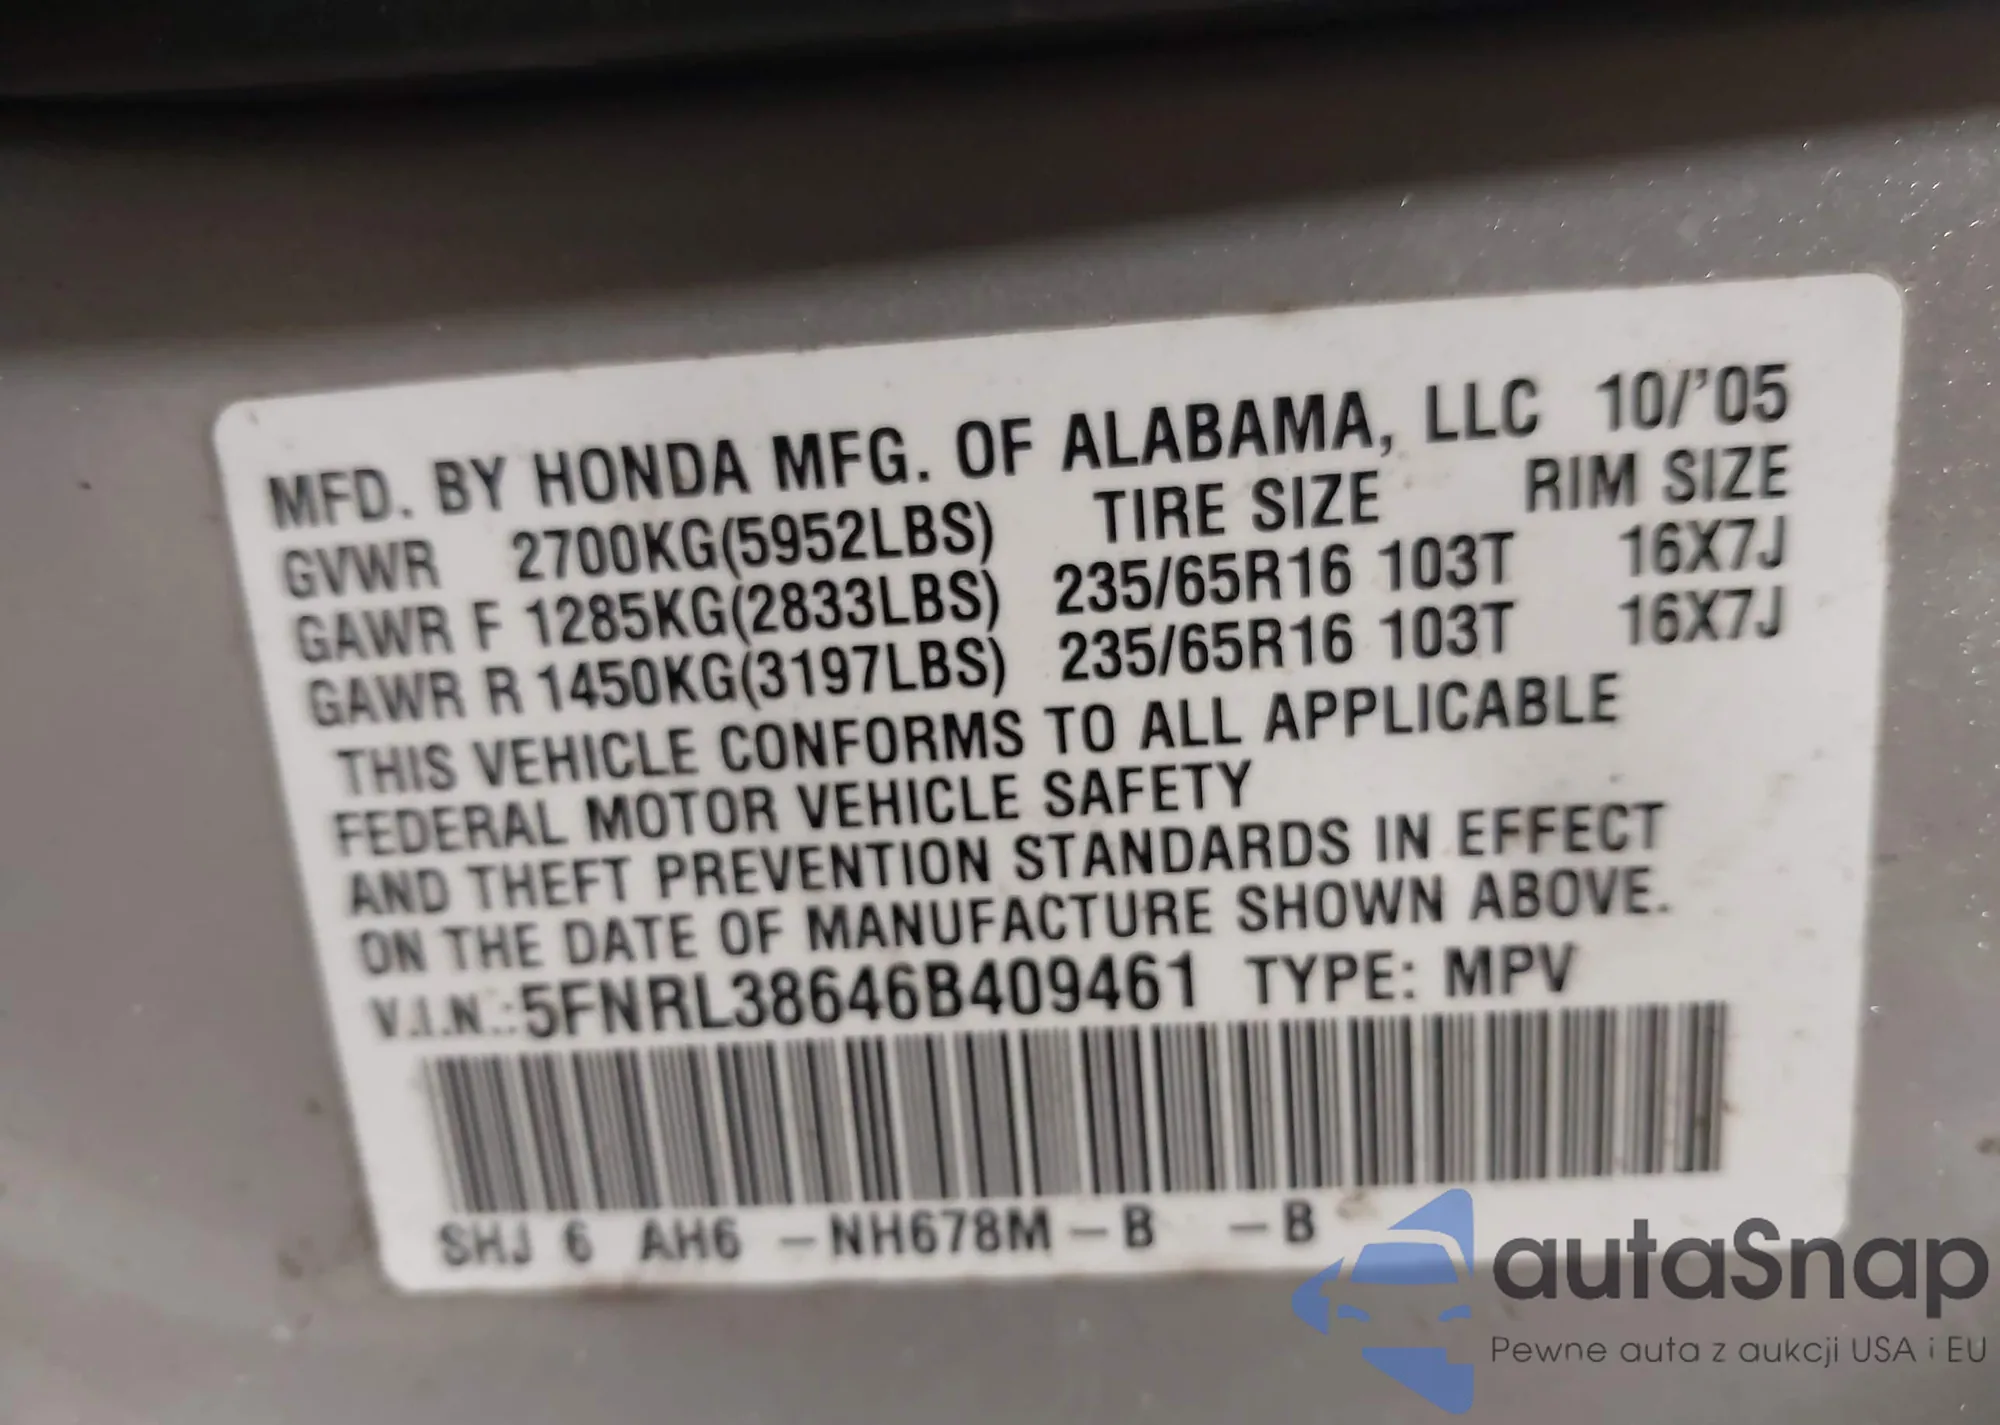 MFD. BY HONDA MFG. OF ALABAMA, LLC 10/'05
GVWR 2700KG(5952LBS) TIRE SIZE RIM SIZE
GAWR F 1285KG(2833LBS) 235/65R16 103T 16X7J
GAWR R 1450KG(3197LBS) 235/65R16 103T 16X7J
THIS VEHICLE CONFORMS TO ALL APPLICABLE
FEDERAL MOTOR VEHICLE SAFETY
AND THEFT PREVENTION STANDARDS IN EFFECT
ON THE DATE OF MANUFACTURE SHOWN ABOVE.
V.I.N.:5FNRL38646B409461 TYPE: MPV
SHJ 6 AH6 -NH678M-B -B
autaSnap
Pewne auta z aukcji USA i EU